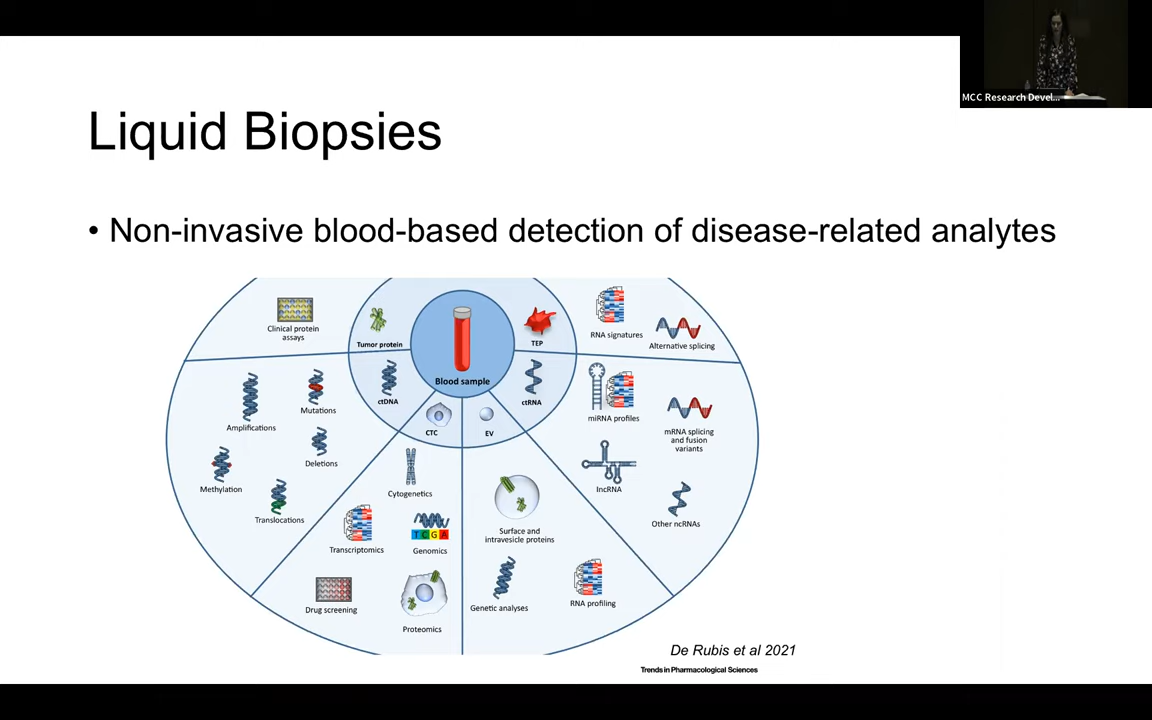 MCC Research Devel...
Liquid Biopsies
• Non-invasive blood-based detection of disease-related analytes
Clinical protein
assays
Tumor protein
Blood sample
TEP
RNA signatures
Alternative splicing
Amplifications
Mutations
Deletions
Methylation
Translocations
ctDNA
ctRNA
CTC
EV
miRNA profiles
mRNA splicing
and fusion
variants
lncRNA
Other ncRNAs
Cytogenetics
Transcriptomics
TCGA
Genomics
Drug screening
Proteomics
Surface and
intravesicle proteins
Genetic analyses
RNA profiling
De Rubis et al 2021
Trends in Pharmacological Sciences